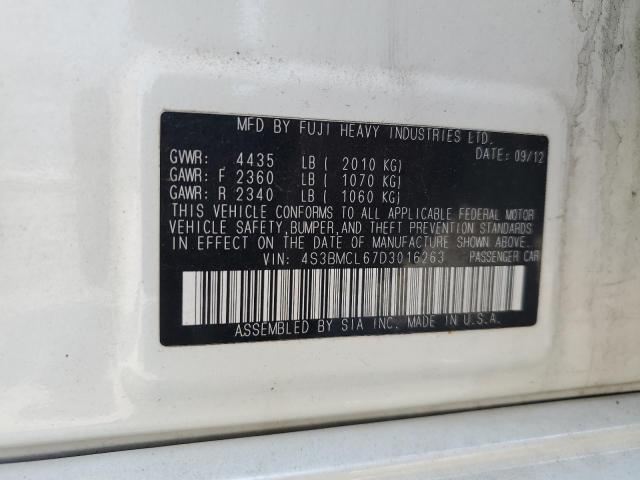 MFD BY FUJI HEAVY INDUSTRIES LTD.
DATE: 09/12
GVWR: 4435 LB ( 2010 KG)
GAWR: F 2360 LB ( 1070 KG)
GAWR: R 2340 LB ( 1060 KG)
THIS VEHICLE CONFORMS TO ALL APPLICABLE FEDERAL MOTOR
VEHICLE SAFETY, BUMPER, AND THEFT PREVENTION STANDARDS
IN EFFECT ON THE DATE OF MANUFACTURE SHOWN ABOVE.
VIN: 4S3BMCL67D3016263 PASSENGER CAR
ASSEMBLED BY SIA INC. MADE IN U.S.A.